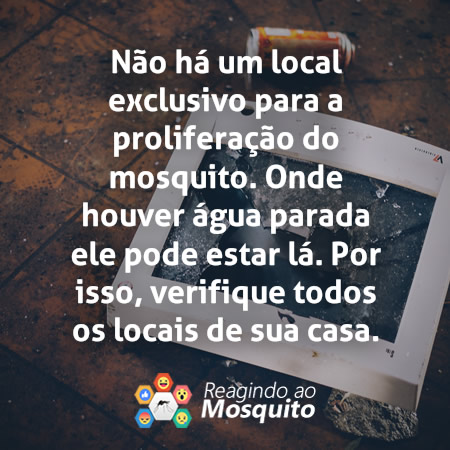 Não há um local
exclusivo para a
proliferação do
mosquito. Onde
houver água parada
ele pode estar lá. Por
isso, verifique todos
os locais de sua casa.
Reagindo ao
Mosquito